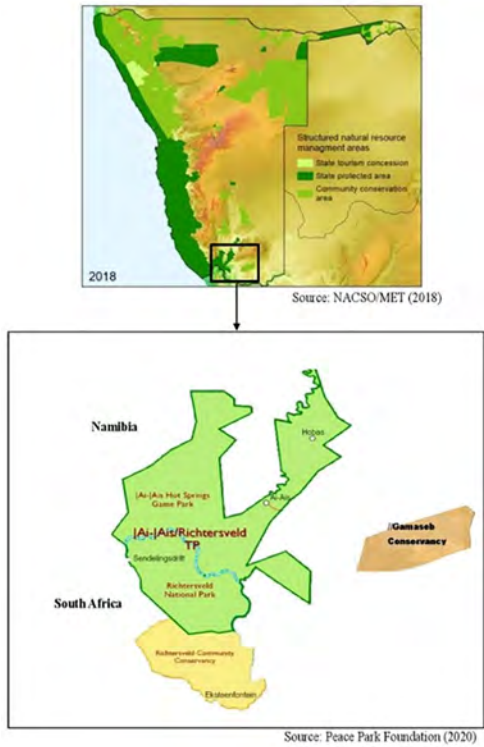 Structured natural resource
managment areas
State tourism concession
State protected area
Community conservation
area
2018
Source: NACSO/MET (2018)
Namibia
Hobas
Ai-Ais
|Ai-|Ais Hot Springs
Game Park
|Ai-|Ais/Richtersveld
TP
Sendelingsdrift
Richtersveld
National Park
//Gamaseb
Conservancy
South Africa
Richtersveld Community
Conservancy
Eksteenfontein
Source: Peace Park Foundation (2020)